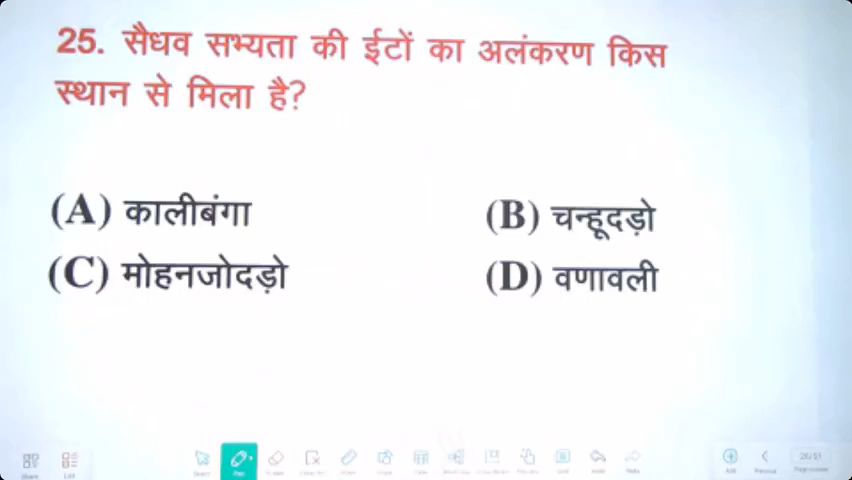 25. सैधव सभ्यता की ईटों का अलंकरण किस
स्थान से मिला है?
(A) कालीबंगा
(B) चन्हूदड़ो
(C) मोहनजोदड़ो
(D) वणावली